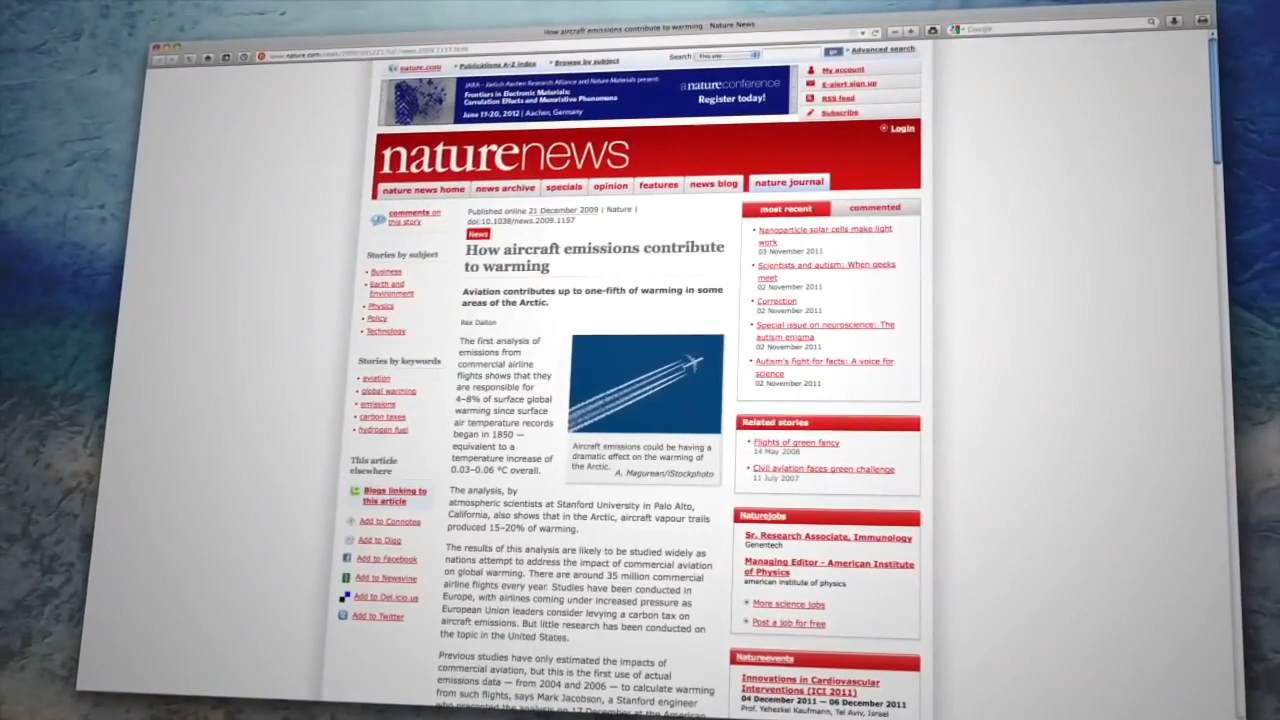 How aircraft emissions contribute to warming : Nature News
Google
nature.com
Publications A-Z index
Browse by subject
Search
This site
go
Advanced search
JARA – Jülich Aachen Research Alliance and Nature Materials present:
Frontiers in Electronic Materials:
Correlation Effects and Memristive Phenomena
June 17-20, 2012 | Aachen, Germany
a natureconference
Register today!
My account
E-alert sign up
RSS feed
Subscribe
Login
naturenews
nature news home
news archive
specials
opinion
features
news blog
nature journal
comments on
this story
Stories by subject
Business
Earth and
Environment
Physics
Policy
Technology
Stories by keywords
aviation
global warming
emissions
carbon taxes
hydrogen fuel
This article
elsewhere
Blogs linking to
this article
Add to Connotea
Add to Digg
Add to Facebook
Add to Newsvine
Add to Del.icio.us
Add to Twitter
Published online 21 December 2009 | Nature |
doi:10.1038/news.2009.1157
News
How aircraft emissions contribute
to warming
Aviation contributes up to one-fifth of warming in some
areas of the Arctic.
Rex Dalton
The first analysis of
emissions from
commercial airline
flights shows that they
are responsible for
4–8% of surface global
warming since surface
air temperature records
began in 1850 —
equivalent to a
temperature increase of
0.03–0.06 °C overall.
Aircraft emissions could be having a
dramatic effect on the warming of
the Arctic.
A. Magurean/iStockphoto
The analysis, by
atmospheric scientists at Stanford University in Palo Alto,
California, also shows that in the Arctic, aircraft vapour trails
produced 15–20% of warming.
The results of this analysis are likely to be studied widely as
nations attempt to address the impact of commercial aviation
on global warming. There are around 35 million commercial
airline flights every year. Studies have been conducted in
Europe, with airlines coming under increased pressure as
European Union leaders consider levying a carbon tax on
aircraft emissions. But little research has been conducted on
the topic in the United States.
Previous studies have only estimated the impacts of
commercial aviation, but this is the first use of actual
emissions data — from 2004 and 2006 — to calculate warming
from such flights, says Mark Jacobson, a Stanford engineer
who presented the analysis on 17 December at the American
most recent
commented
Nanoparticle solar cells make light
work
03 November 2011
Scientists and autism: When geeks
meet
02 November 2011
Correction
02 November 2011
Special issue on neuroscience: The
autism enigma
02 November 2011
Autism's fight for facts: A voice for
science
02 November 2011
Related stories
Flights of green fancy
14 May 2008
Civil aviation faces green challenge
11 July 2007
Naturejobs
Sr. Research Associate, Immunology
Genentech
Managing Editor - American Institute
of Physics
american institute of physics
More science jobs
Post a job for free
Natureevents
Innovations in Cardiovascular
Interventions (ICI 2011)
04 December 2011 — 06 December 2011
Prof. Yehezkel Kaufmann, Tel Aviv, Israel